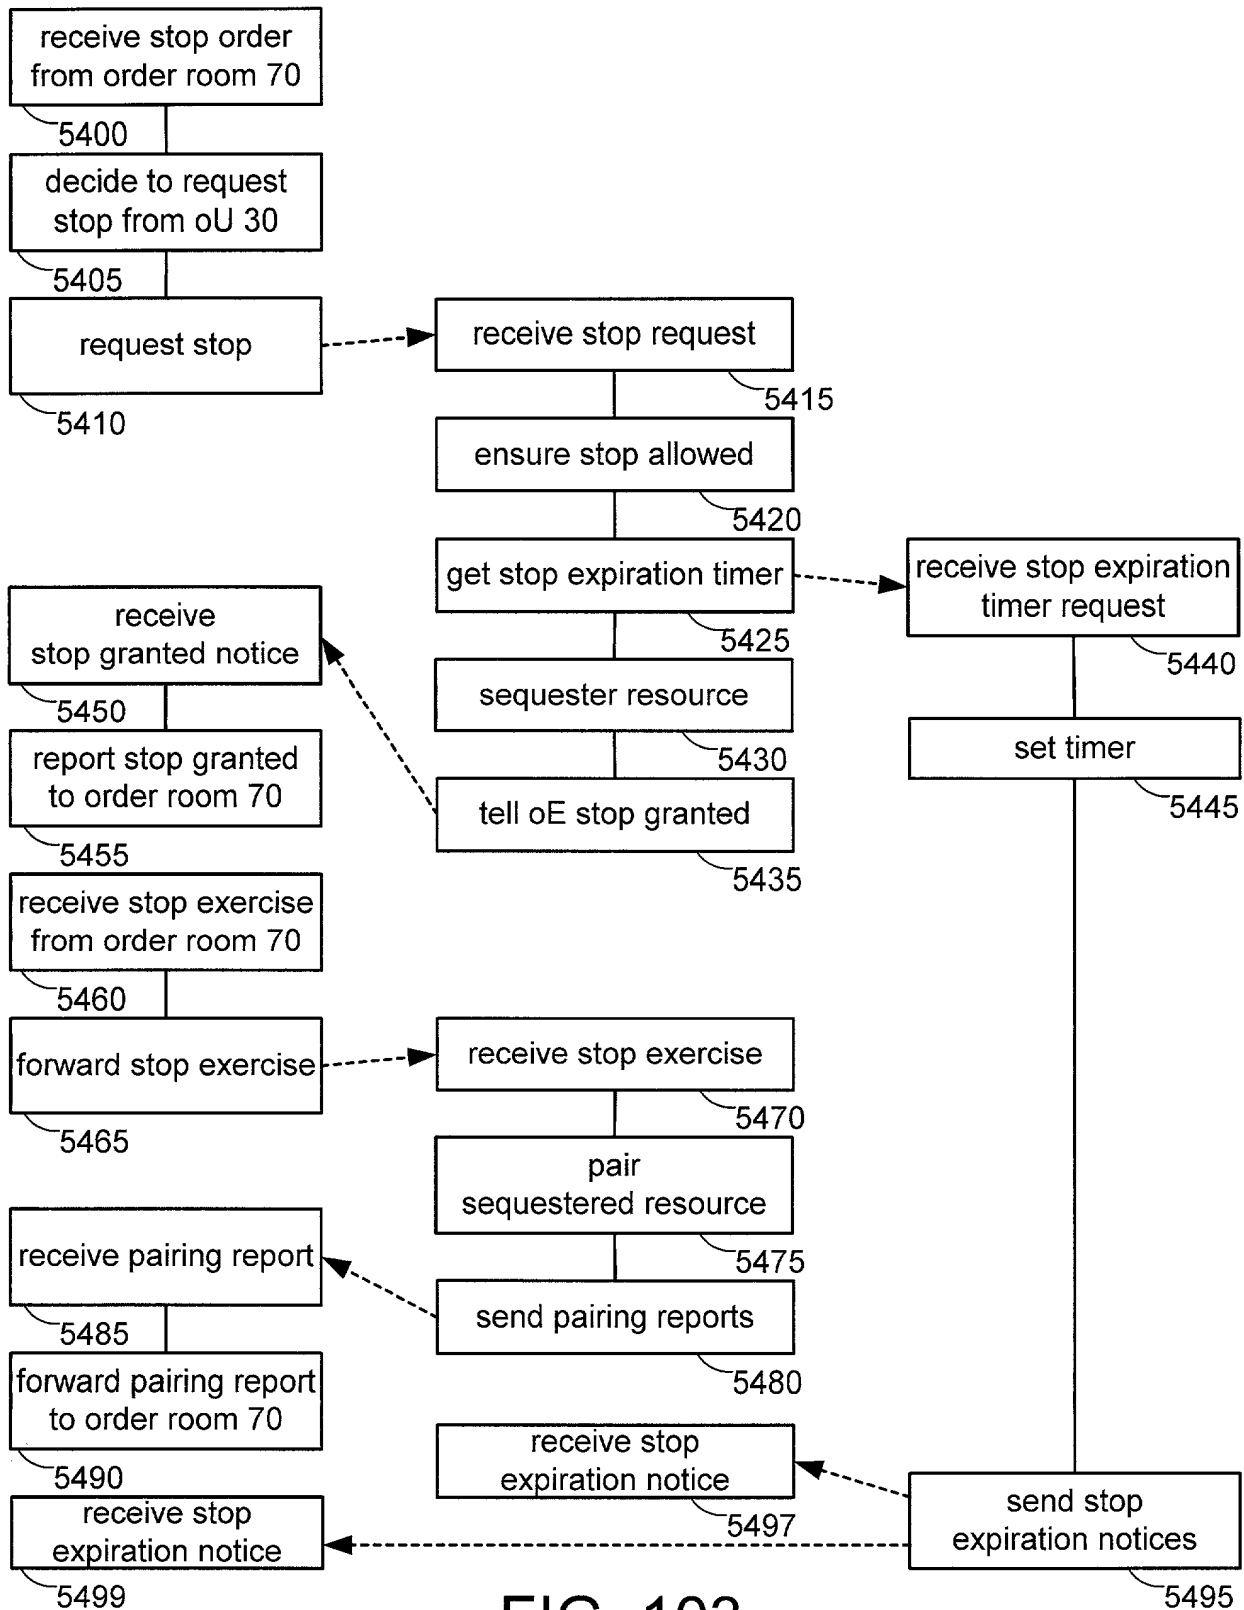 receive stop order
from order room 70
5400
decide to request
stop from oU 30
5405
request stop
5410
receive stop request
5415
ensure stop allowed
5420
get stop expiration timer
5425
receive stop expiration
timer request
5440
sequester resource
5430
set timer
5445
tell oE stop granted
5435
receive
stop granted notice
5450
report stop granted
to order room 70
5455
receive stop exercise
from order room 70
5460
forward stop exercise
5465
receive stop exercise
5470
pair
sequestered resource
5475
send pairing reports
5480
receive pairing report
5485
forward pairing report
to order room 70
5490
send stop
expiration notices
5495
receive stop
expiration notice
5497
receive stop
expiration notice
5499
FIG. 103